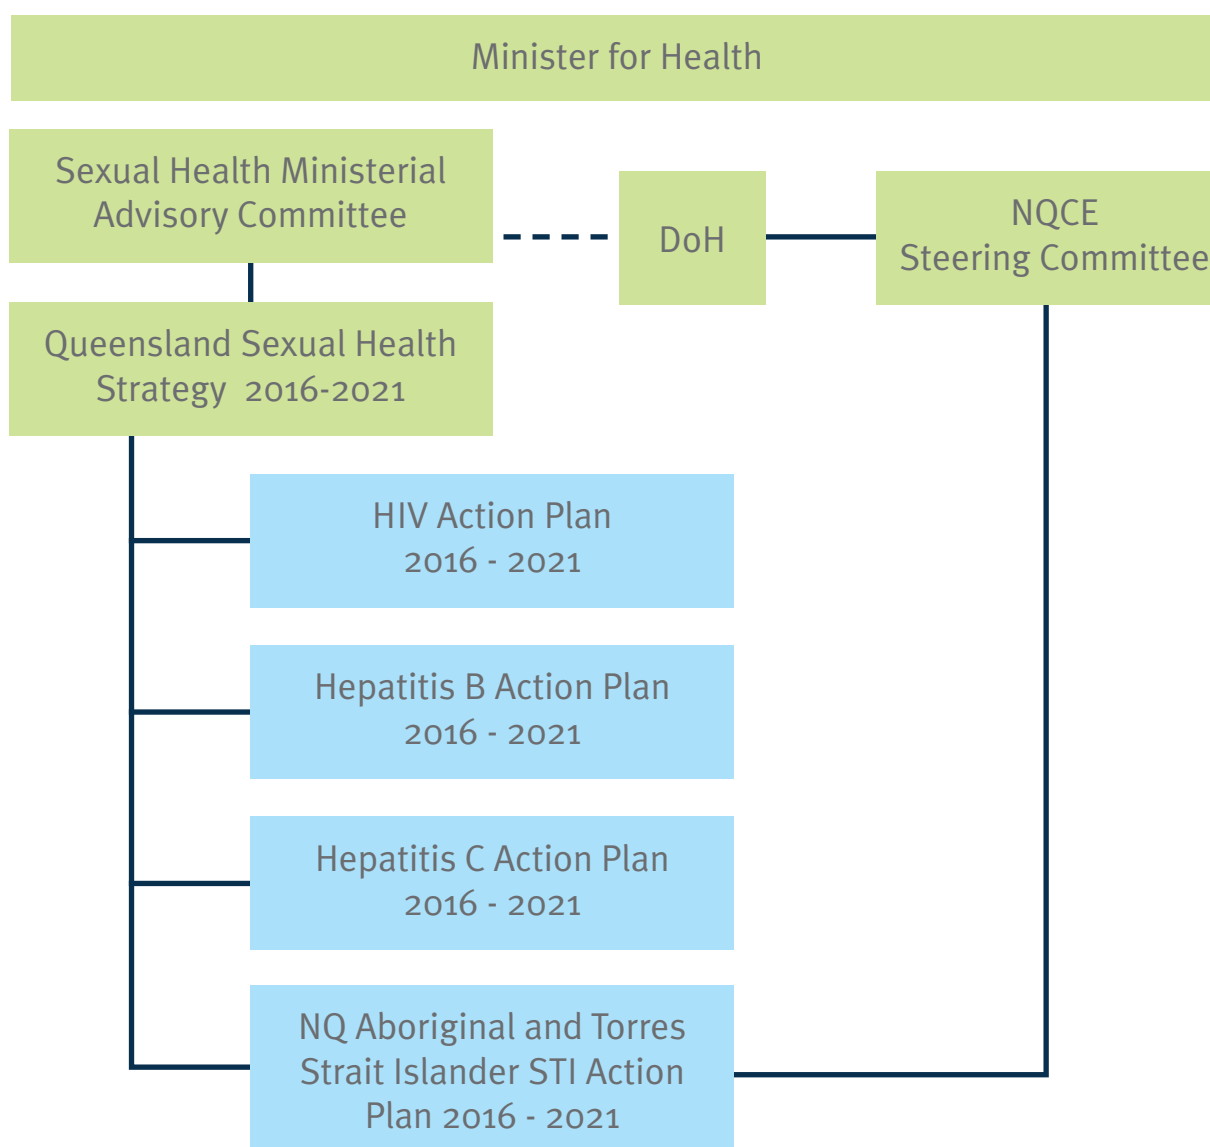 Minister for Health
Sexual Health Ministerial
Advisory Committee
DoH
NQCE
Steering Committee
Queensland Sexual Health
Strategy 2016-2021
HIV Action Plan
2016 - 2021
Hepatitis B Action Plan
2016 - 2021
Hepatitis C Action Plan
2016 - 2021
NQ Aboriginal and Torres
Strait Islander STI Action
Plan 2016 - 2021